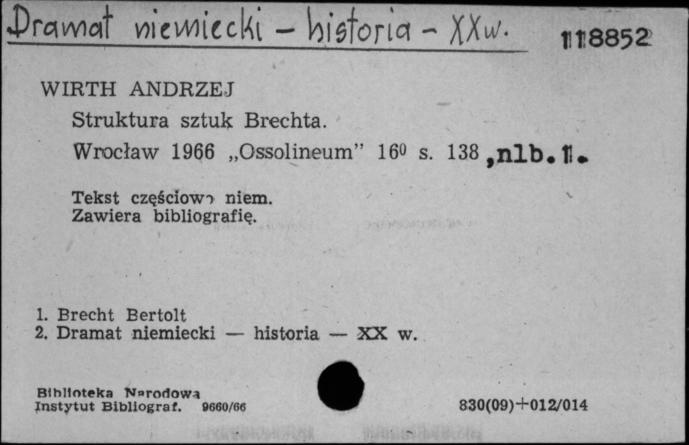 Dramat niemiecki – historia – XXw.
118852
WIRTH ANDRZEJ
Struktura sztuk Brechta.
Wrocław 1966 „Ossolineum” 16⁰ s. 138 ,nlb. 1.
Tekst częściowo niem.
Zawiera bibliografię.
1. Brecht Bertolt
2. Dramat niemiecki — historia — XX w.
Biblioteka Narodowa
Instytut Bibliograf. 9660/66
830(09)+012/014